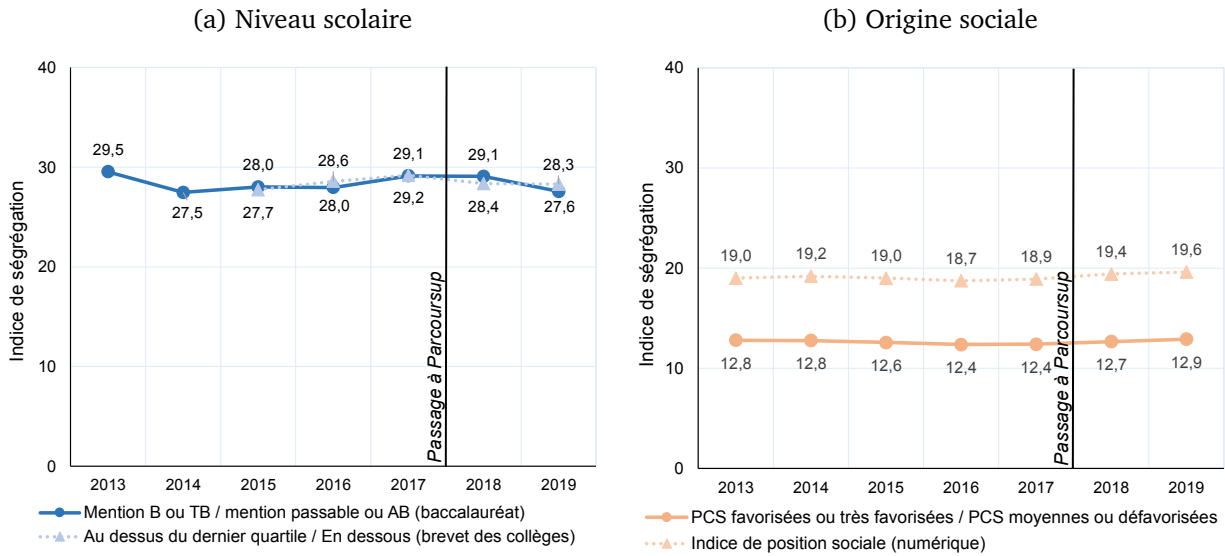 (a) Niveau scolaire
40
30
20
10
0
Indice de ségrégation
29,5
27,5
28,0
27,7
28,6
28,0
29,1
29,2
29,1
28,4
28,3
27,6
Passage à Parcoursup
2013 2014 2015 2016 2017 2018 2019
Mention B ou TB / mention passable ou AB (baccalauréat)
Au dessus du dernier quartile / En dessous (brevet des collèges)
(b) Origine sociale
40
30
20
10
0
Indice de ségrégation
19,0 19,2 19,0 18,7 18,9 19,4 19,6
12,8 12,8 12,6 12,4 12,4 12,7 12,9
Passage à Parcoursup
2013 2014 2015 2016 2017 2018 2019
PCS favorisées ou très favorisées / PCS moyennes ou défavorisées
Indice de position sociale (numérique)